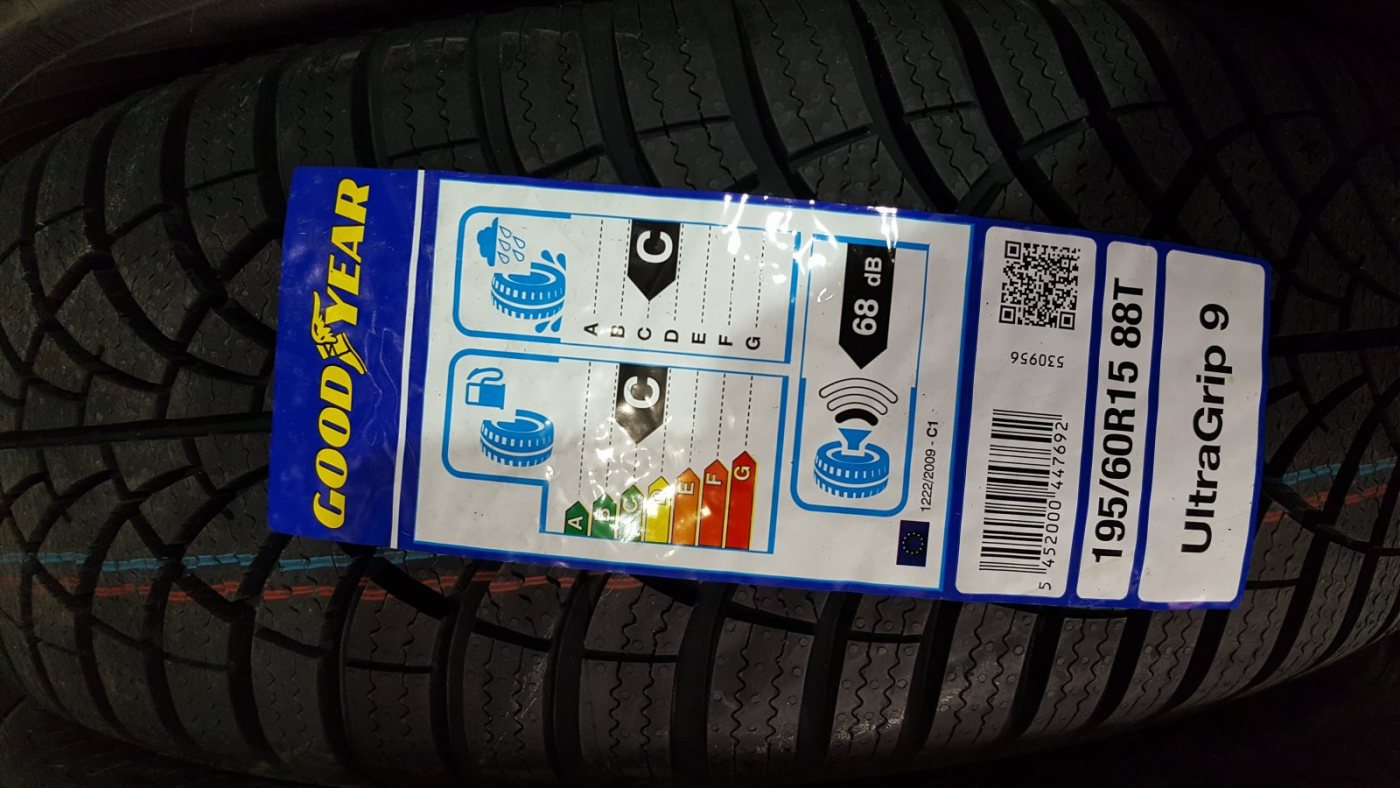 GOODYEAR
A
B
C
D
E
F
G
C
A
B
C
D
E
F
G
C
68 dB
1222/2009 - C1
5 452000 447692
530956
195/60R15 88T
UltraGrip 9